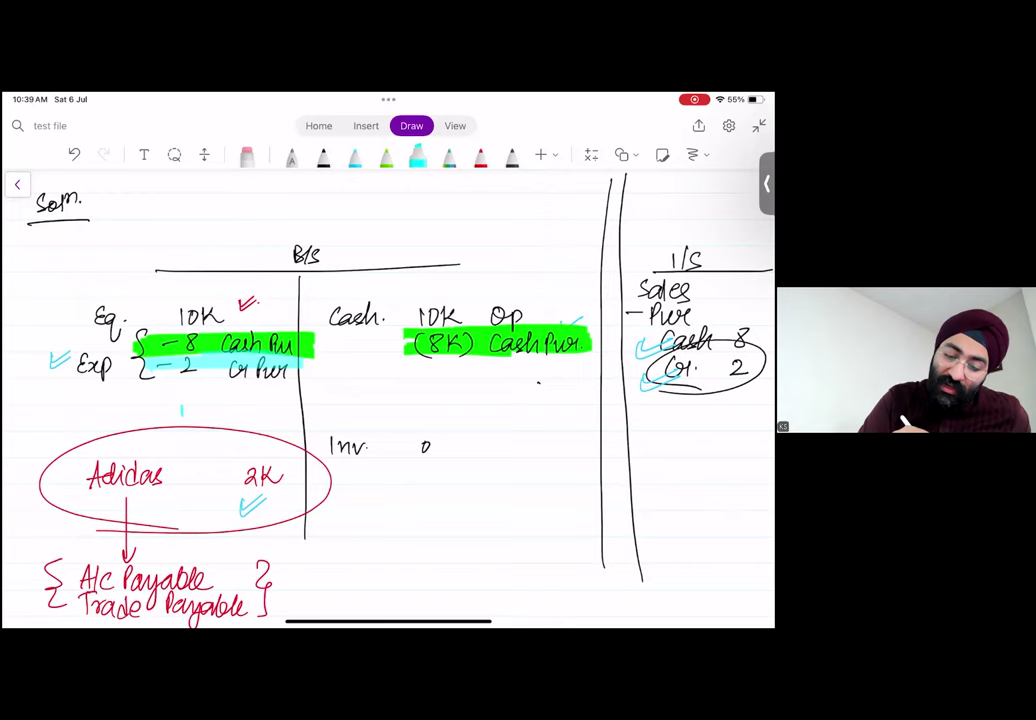 10:39 AM Sat 6 Jul
55%
test file
Home Insert Draw View
Soln.
B/S
I/S
Sales
Eq. 10K
Cash. 10K Op
- Pur
- 8 Cash Pur
(8K) Cash Pur.
Cash 8
Exp - 2 Cr Pur
Cr. 2
Inv. 0
Adidas 2K
{ A/c Payable }
Trade Payable
KS